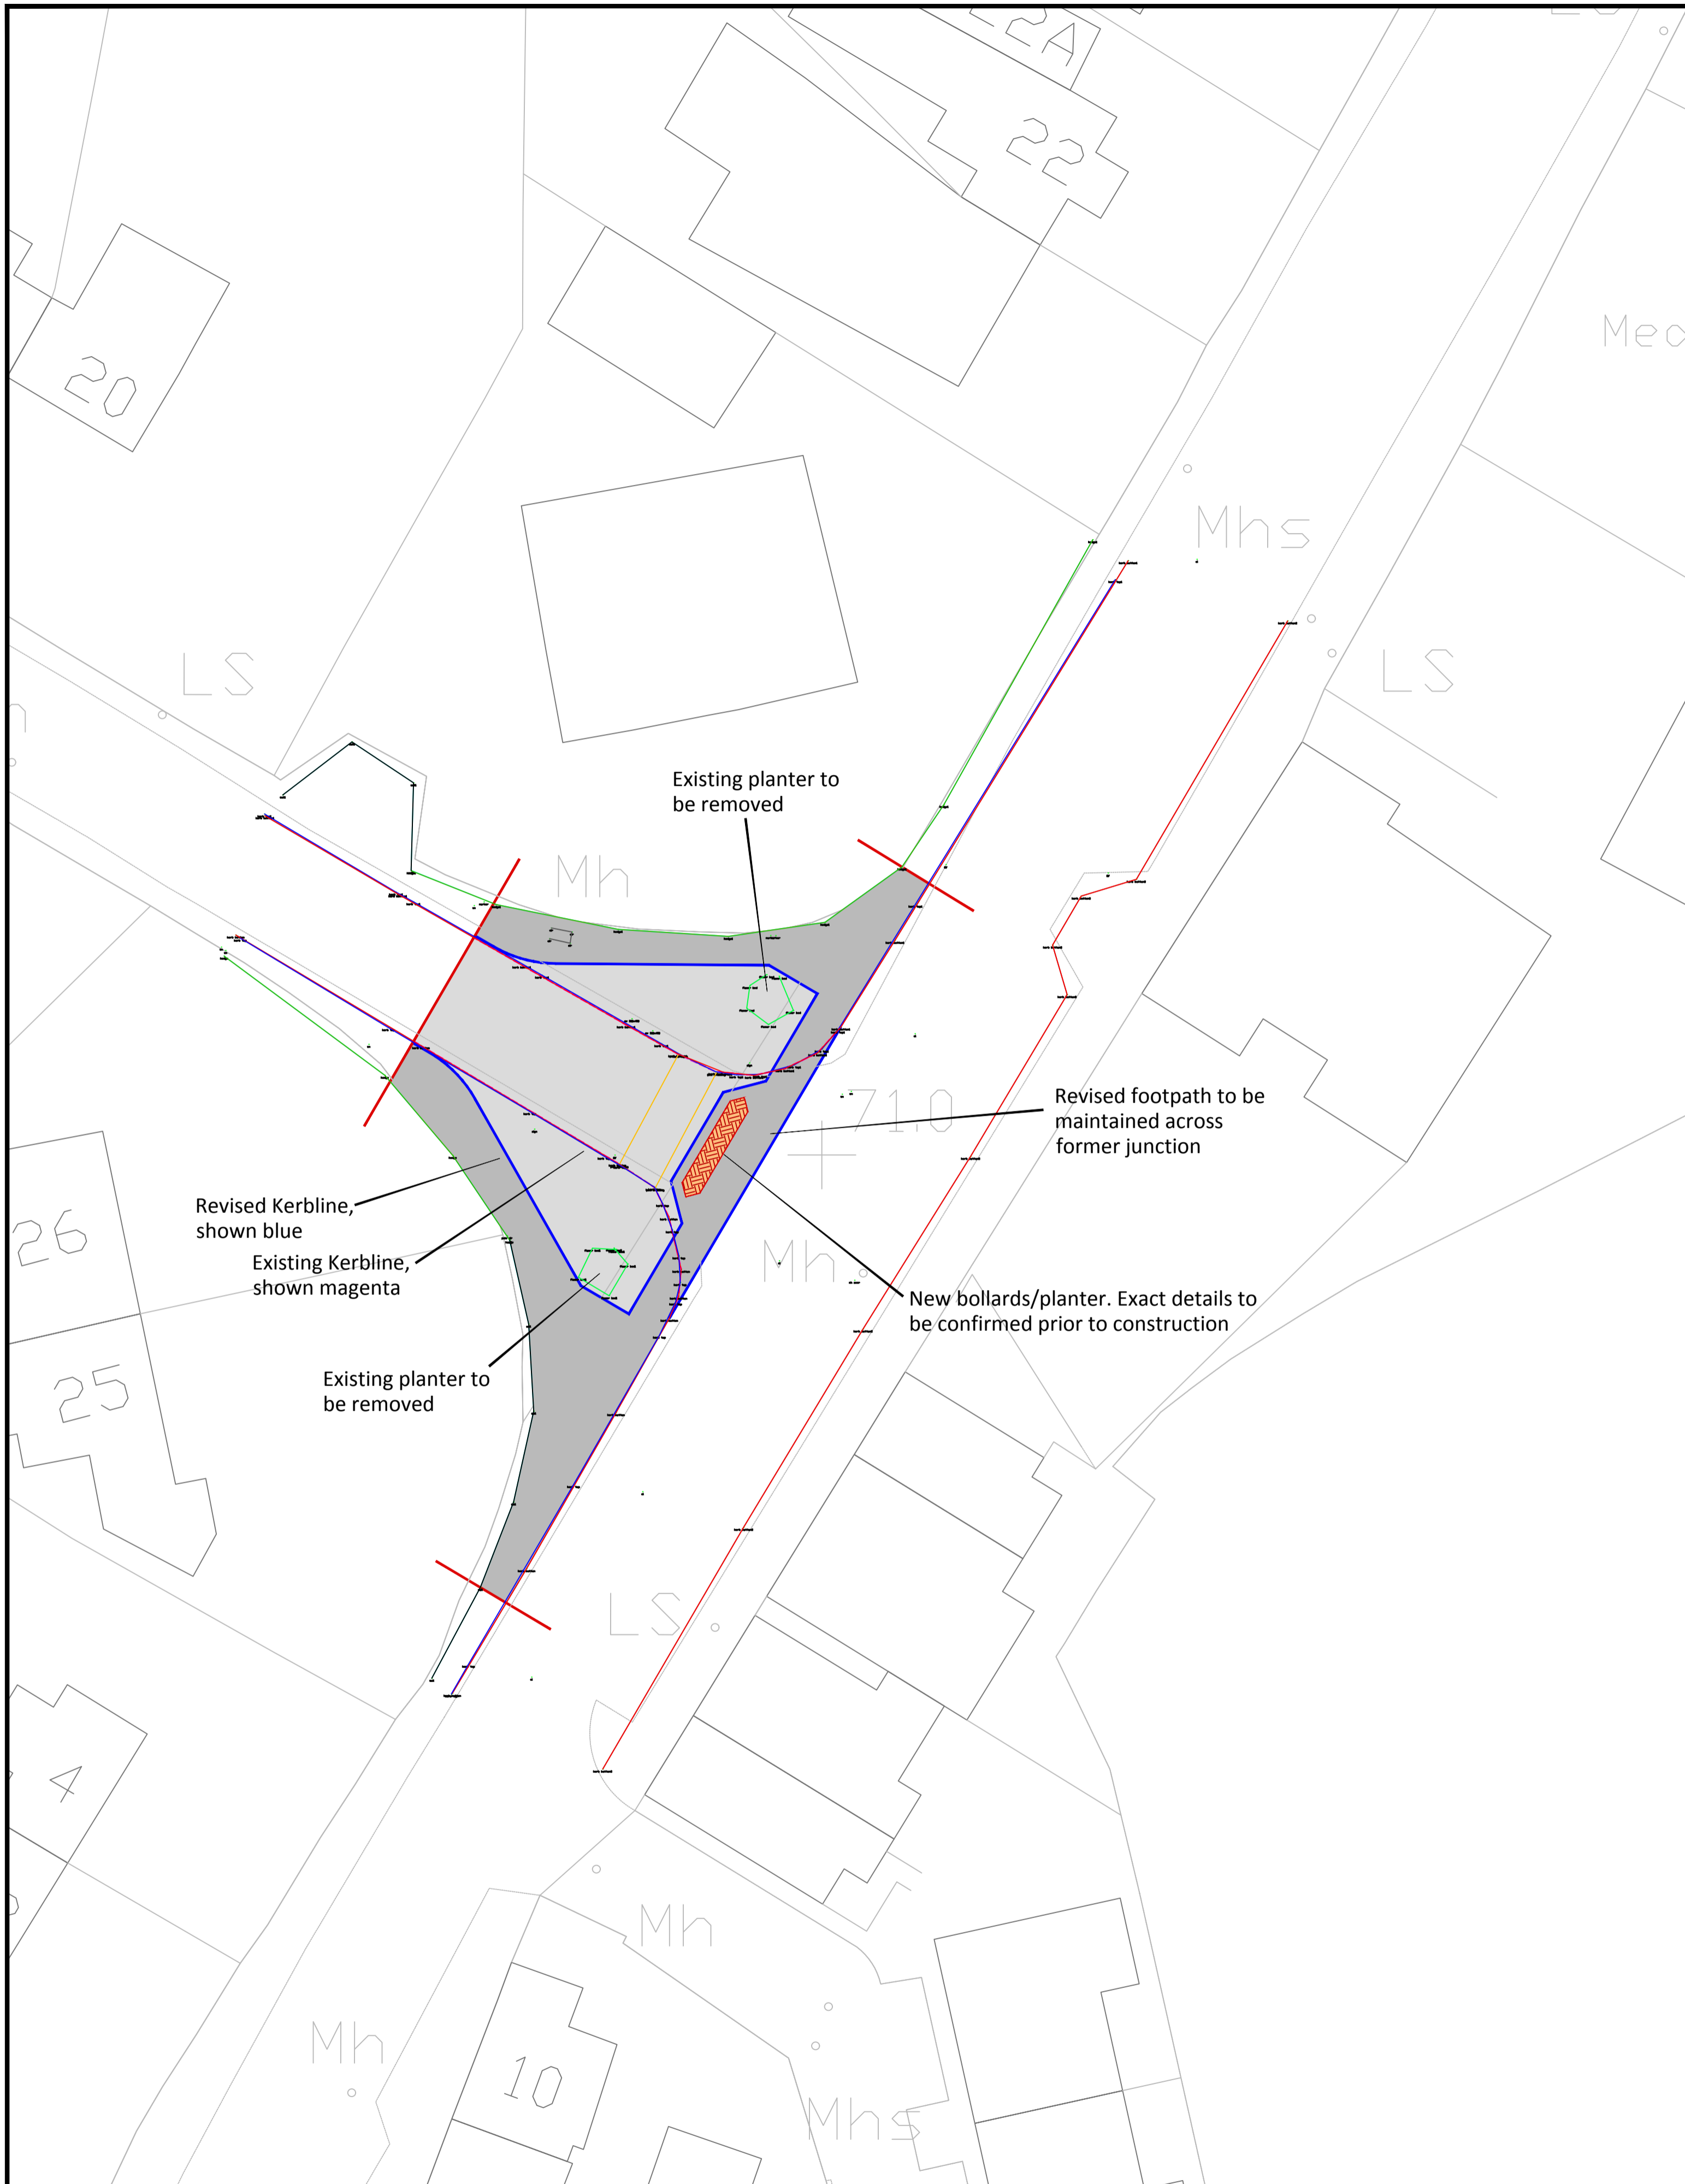 2A
22
20
Mhs
LS
LS
Existing planter to
be removed
Mh
71.0
Revised footpath to be
maintained across
former junction
Revised Kerbline,
shown blue
Existing Kerbline,
shown magenta
26
Mh
New bollards/planter. Exact details to
be confirmed prior to construction
Existing planter to
be removed
25
LS
4
Mh
Mh
10
Mhs